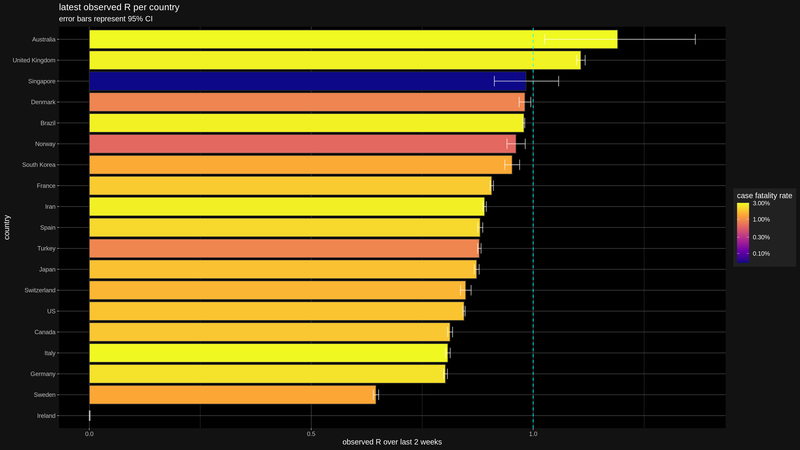 latest observed R per country
error bars represent 95% CI
Australia
United Kingdom
Singapore
Denmark
Brazil
Norway
South Korea
France
Iran
Spain
Turkey
Japan
Switzerland
US
Canada
Italy
Germany
Sweden
Ireland
country
0.0
0.5
1.0
observed R over last 2 weeks
case fatality rate
3.00%
1.00%
0.30%
0.10%